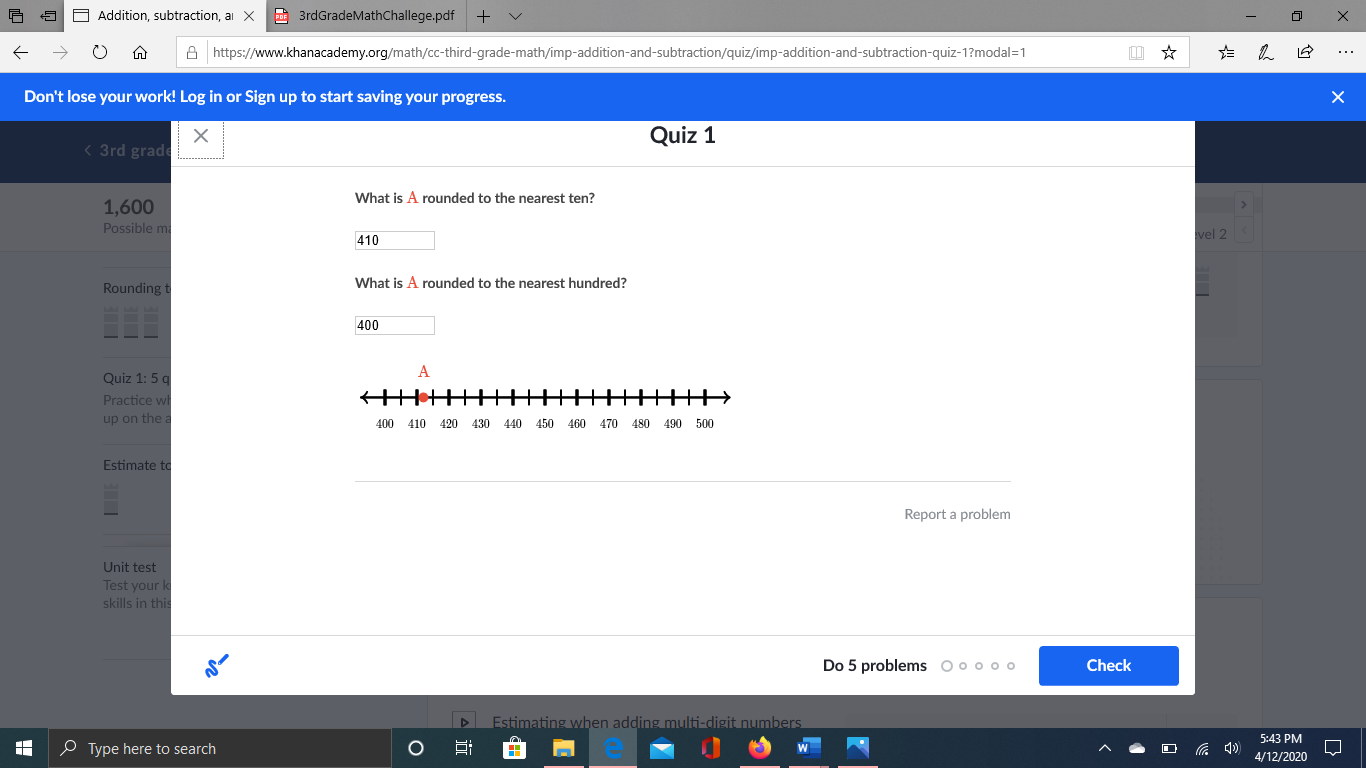 Addition, subtraction, a
3rdGradeMathChallege.pdf
https://www.khanacademy.org/math/cc-third-grade-math/imp-addition-and-subtraction/quiz/imp-addition-and-subtraction-quiz-1?modal=1
Don't lose your work! Log in or Sign up to start saving your progress.
3rd grade
Quiz 1
1,600
Possible ma
evel 2
What is A rounded to the nearest ten?
410
What is A rounded to the nearest hundred?
400
Rounding t
A
400 410 420 430 440 450 460 470 480 490 500
Quiz 1: 5 q
Practice wh
up on the a
Estimate to
Report a problem
Unit test
Test your k
skills in this
Do 5 problems
Check
Estimating when adding multi-digit numbers
Type here to search
5:43 PM
4/12/2020